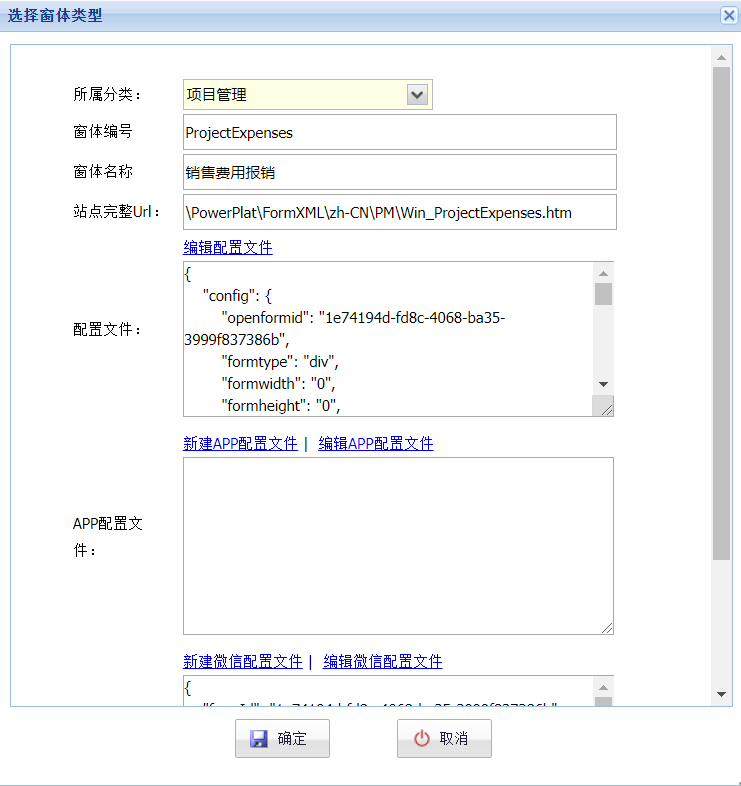 选择窗体类型
所属分类： 项目管理
窗体编号 ProjectExpenses
窗体名称 销售费用报销
站点完整Url： \PowerPlat\FormXML\zh-CN\PM\Win_ProjectExpenses.htm
编辑配置文件
配置文件：
{
"config": {
"openformid": "1e74194d-fd8c-4068-ba35-
3999f837386b",
"formtype": "div",
"formwidth": "0",
"formheight": "0",
新建APP配置文件 | 编辑APP配置文件
APP配置文
件：
新建微信配置文件 | 编辑微信配置文件
{
确定 取消